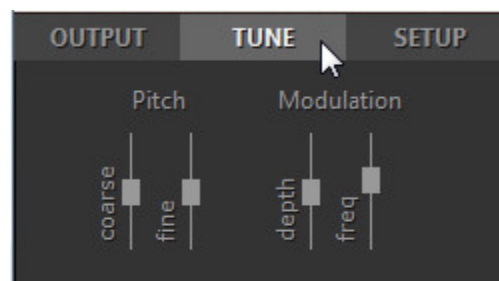 OUTPUT TUNE SETUP
Pitch Modulation
coarse fine depth freq